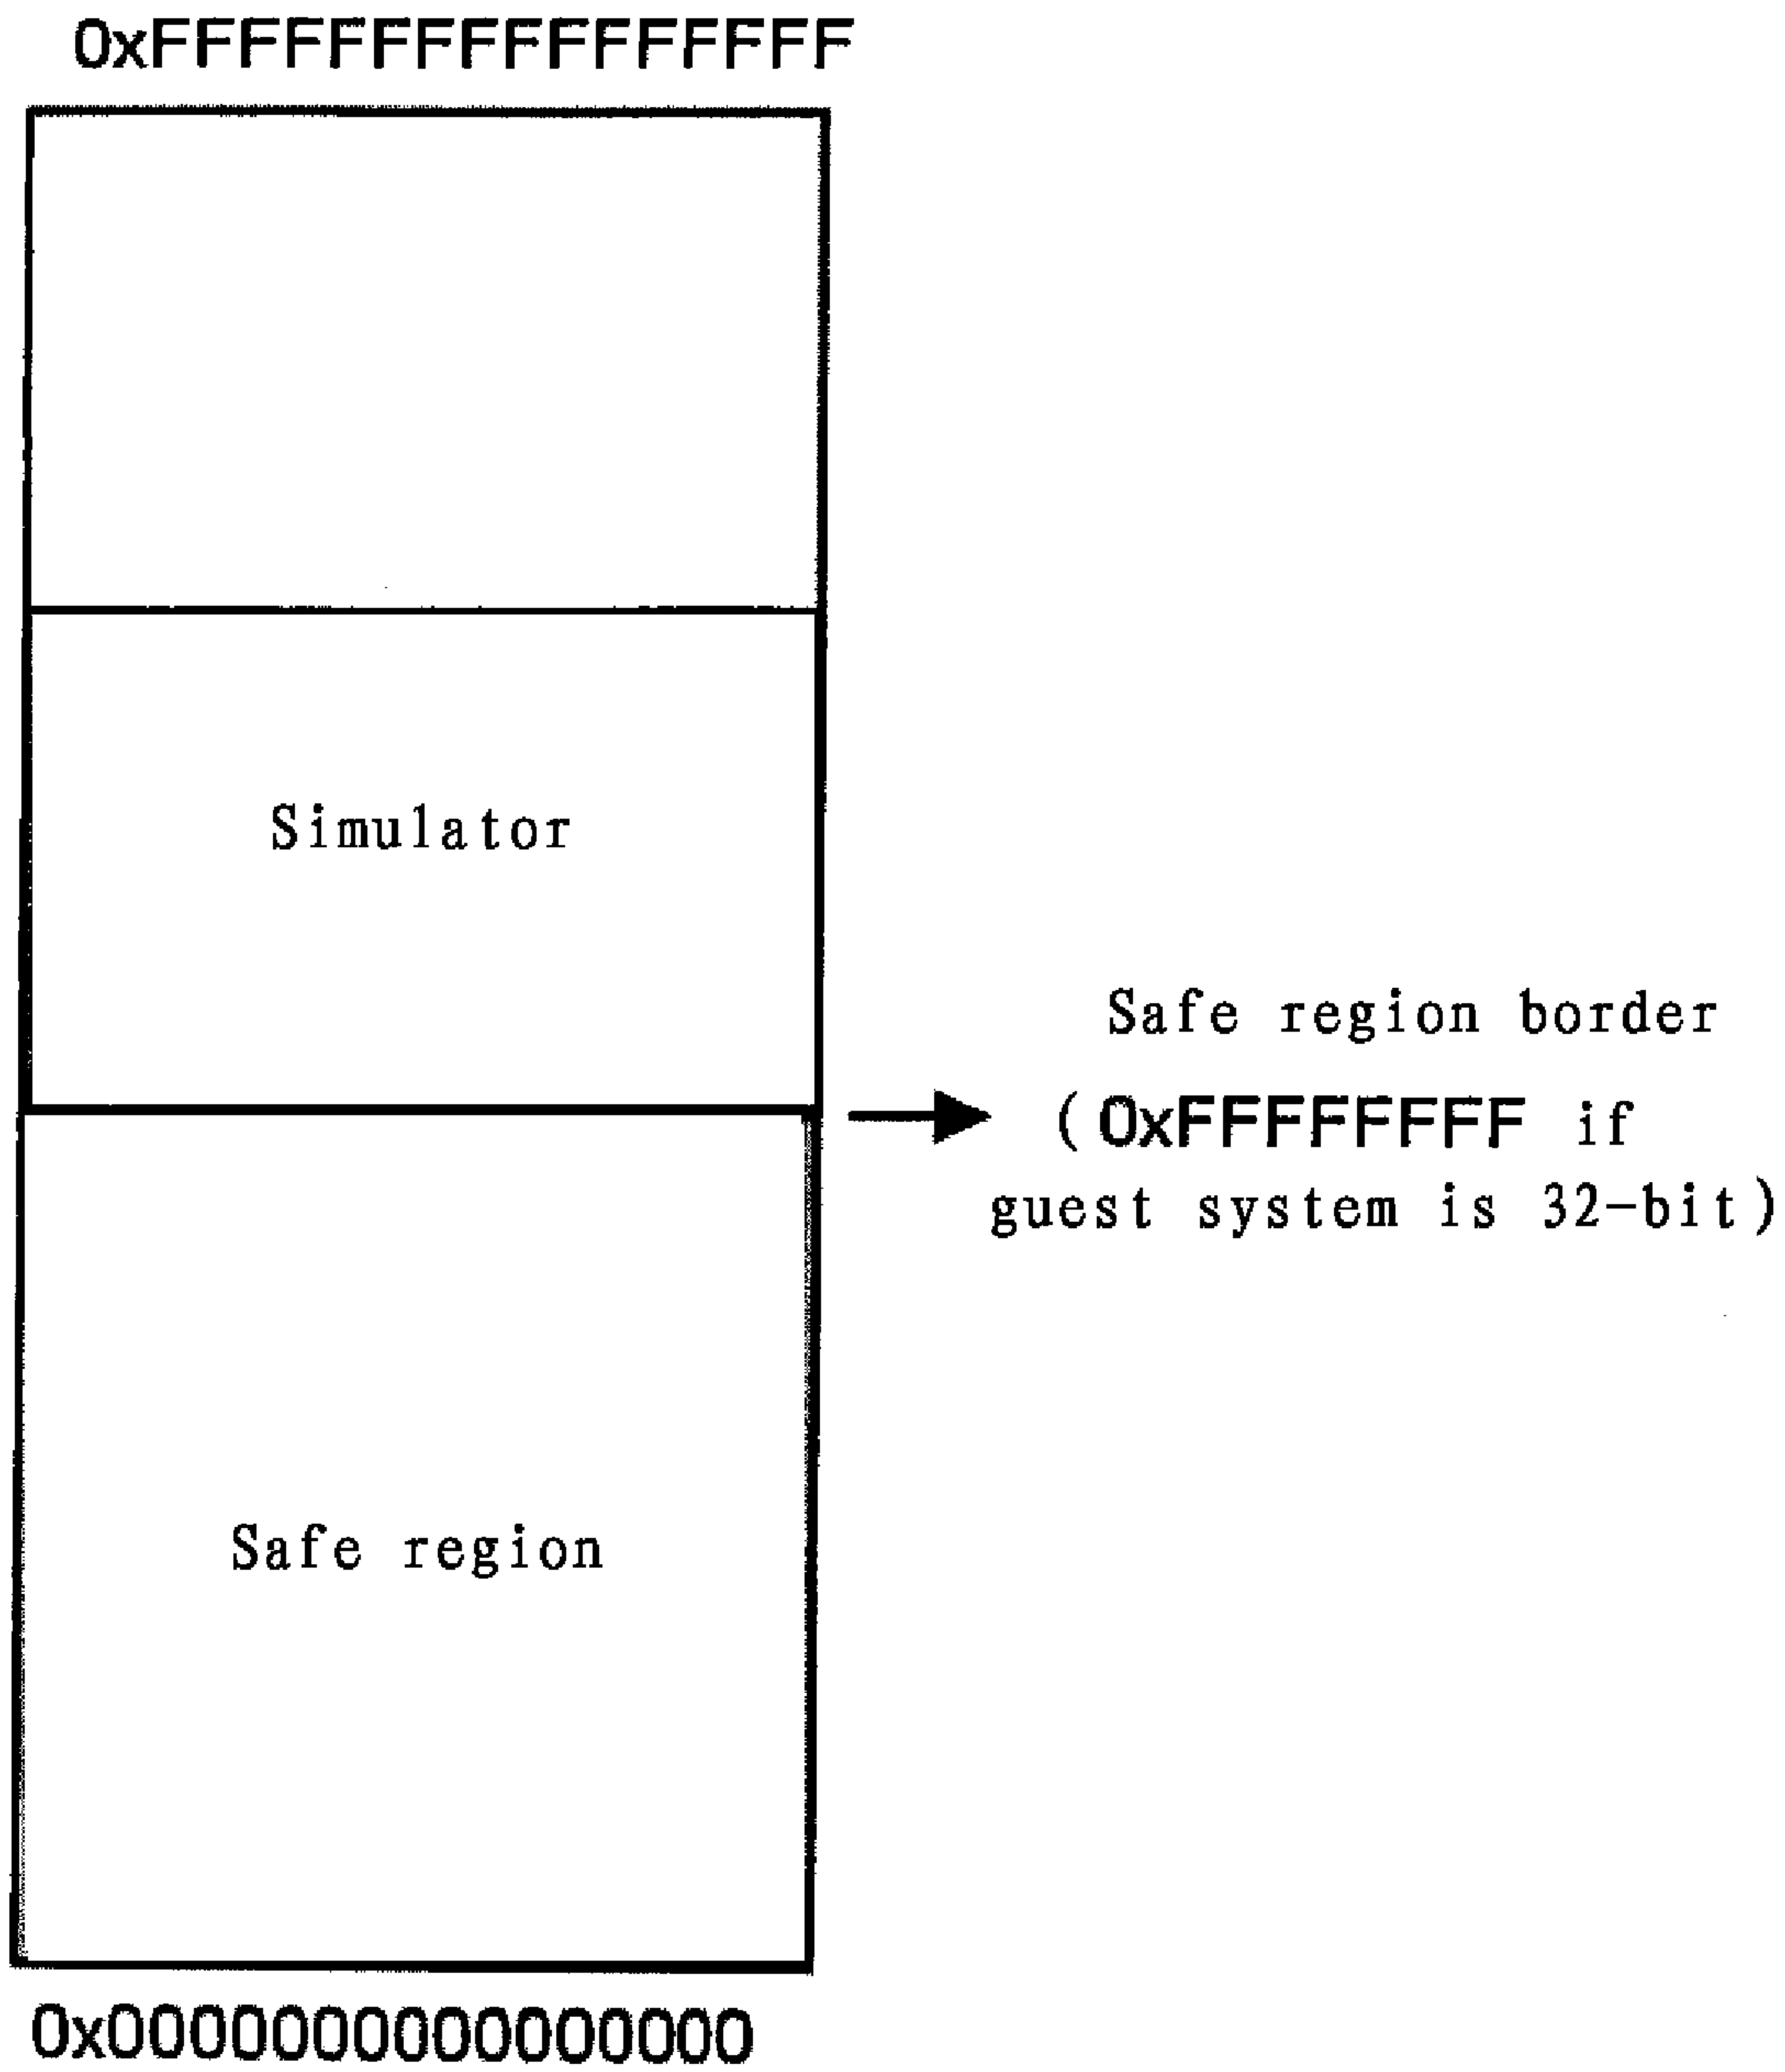 0xFFFFFFFFFFFFFFFF
Simulator
Safe region border
(0xFFFFFFFF if
guest system is 32-bit)
Safe region
0x0000000000000000